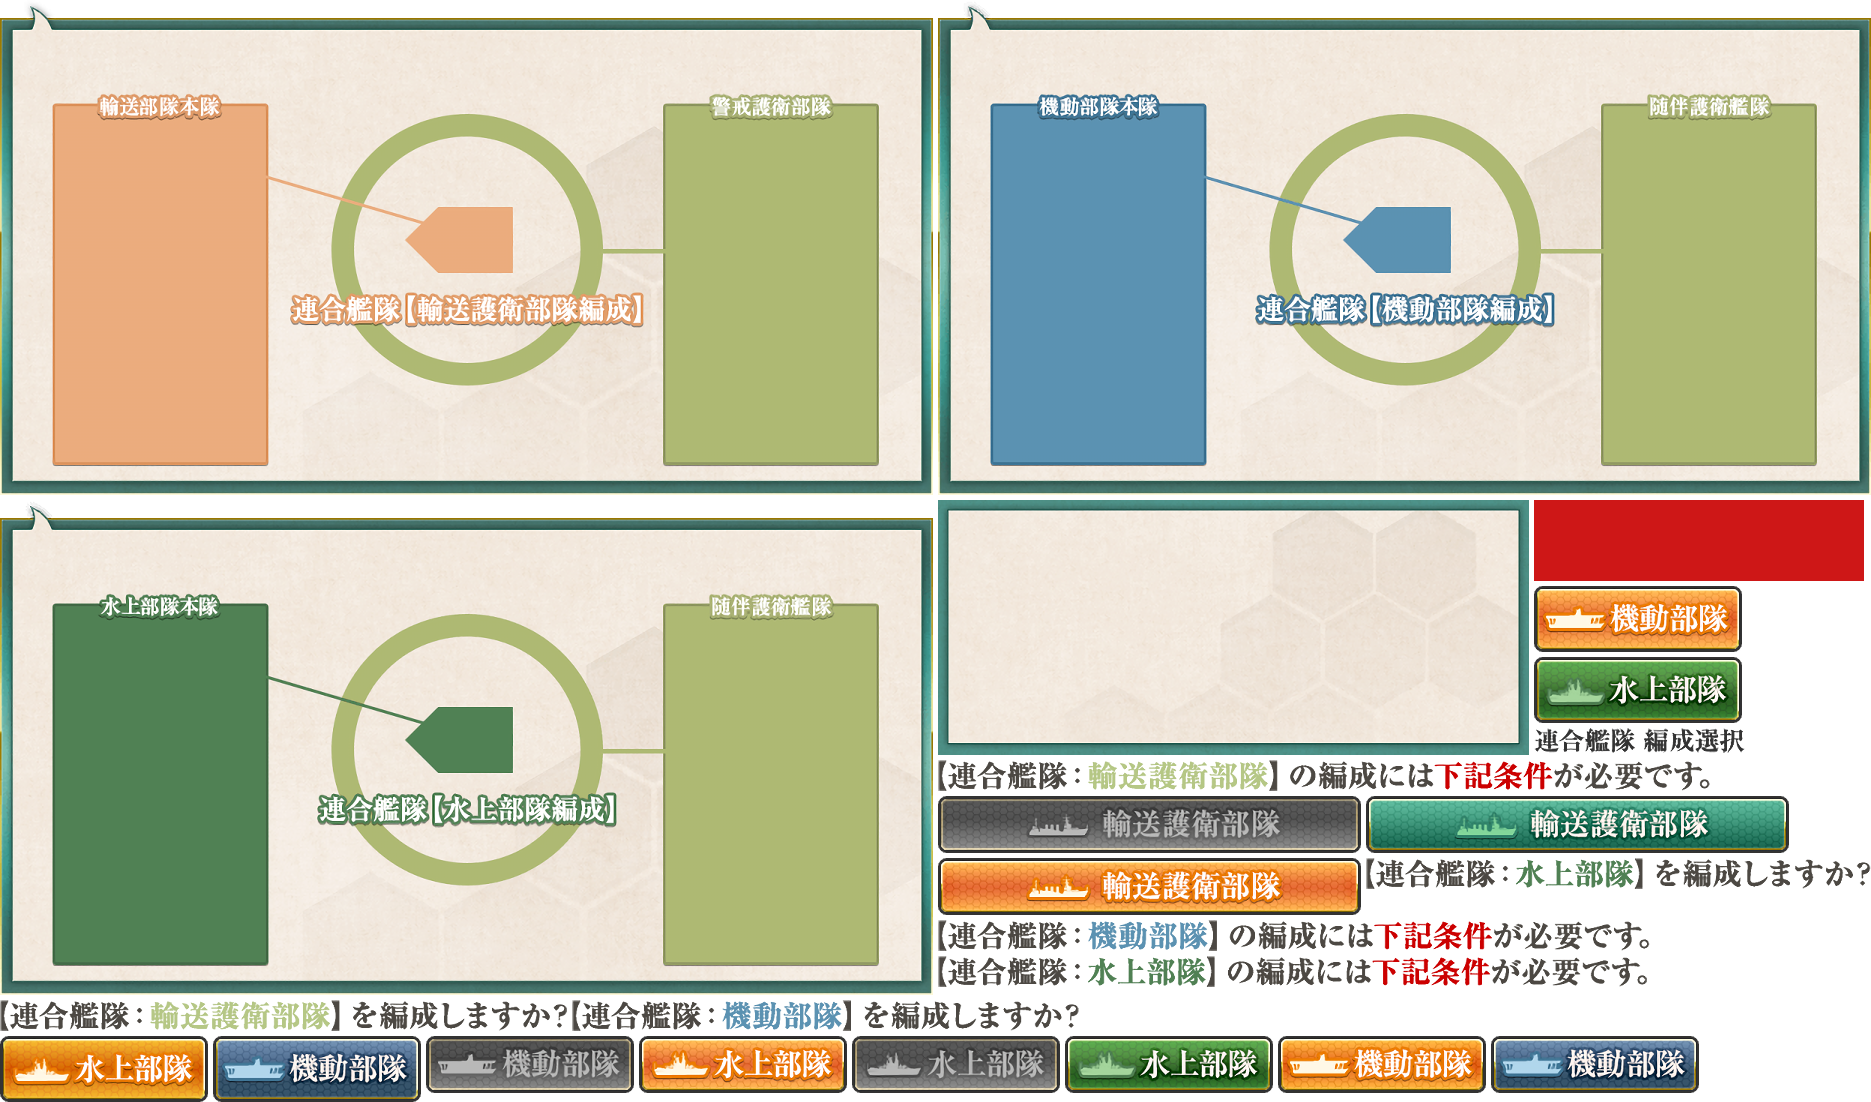 輸送部隊本隊
警戒護衛部隊
連合艦隊【輸送護衛部隊編成】
機動部隊本隊
随伴護衛艦隊
連合艦隊【機動部隊編成】
水上部隊本隊
随伴護衛艦隊
連合艦隊【水上部隊編成】
機動部隊
水上部隊
連合艦隊 編成選択
【連合艦隊：輸送護衛部隊】の編成には下記条件が必要です。
輸送護衛部隊
輸送護衛部隊
輸送護衛部隊
【連合艦隊：水上部隊】を編成しますか？
【連合艦隊：機動部隊】の編成には下記条件が必要です。
【連合艦隊：水上部隊】の編成には下記条件が必要です。
【連合艦隊：輸送護衛部隊】を編成しますか？
【連合艦隊：機動部隊】を編成しますか？
水上部隊
機動部隊
機動部隊
水上部隊
水上部隊
水上部隊
機動部隊
機動部隊